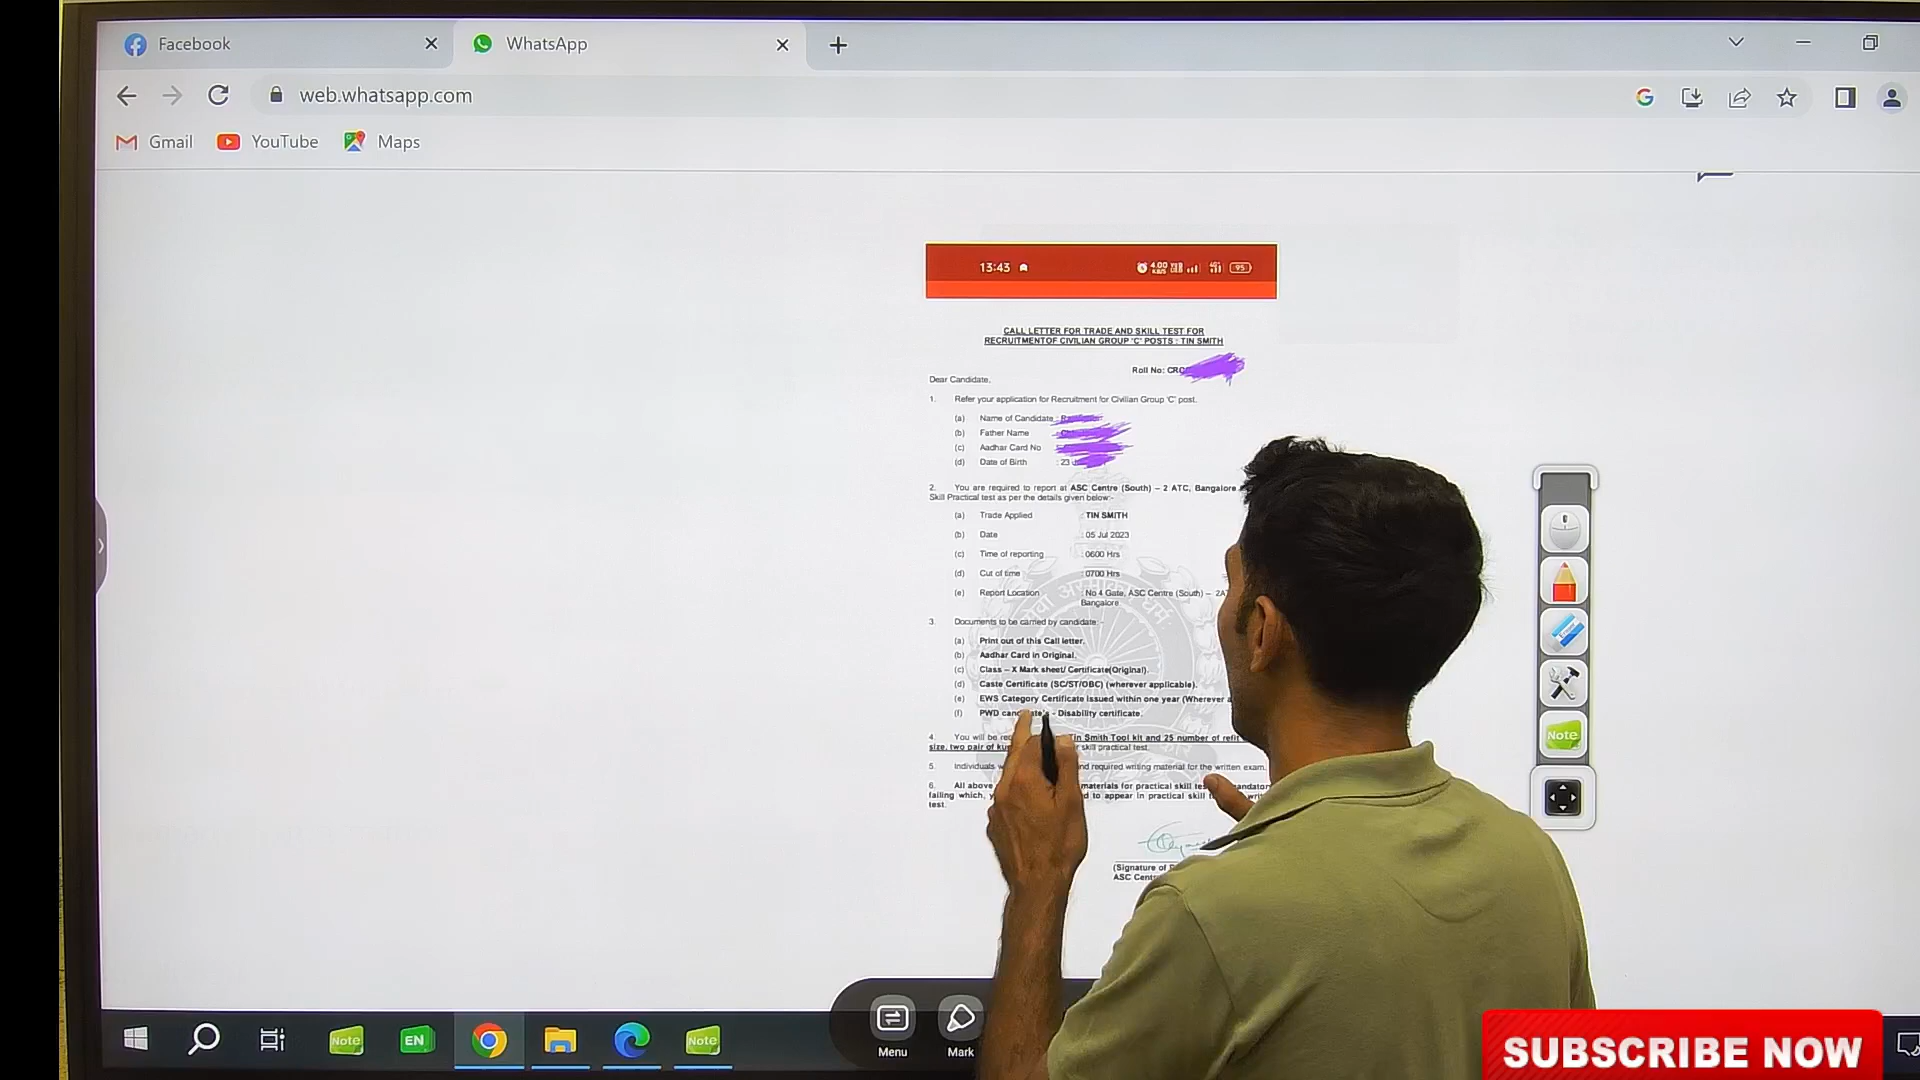 Facebook
WhatsApp
web.whatsapp.com
Gmail
YouTube
Maps
13:43
4.00
KB/S
95
CALL LETTER FOR TRADE AND SKILL TEST FOR
RECRUITMENTOF CIVILIAN GROUP 'C' POSTS : TIN SMITH
Roll No:
Dear Candidate,
1. Refer your application for Recruitment for Civilian Group 'C' post.
(a) Name of Candidate :
(b) Father Name
(c) Aadhar Card No
(d) Date of Birth : 23
2. You are required to report at ASC Centre (South) – 2 ATC, Bangalore
Skill Practical test as per the details given below:-
(a) Trade Applied : TIN SMITH
(b) Date : 05 Jul 2023
(c) Time of reporting : 0600 Hrs
(d) Cut of time : 0700 Hrs
(e) Report Location : No 4 Gate, ASC Centre (South) –
Bangalore
3. Documents to be carried by candidate:-
(a) Print out of this Call letter.
(b) Aadhar Card in Original.
(c) Class – X Mark sheet/ Certificate(Original).
(d) Caste Certificate (SC/ST/OBC) (wherever applicable).
(e) EWS Category Certificate Issued within one year (Wherever
(f) PWD - Disability certificate.
4. You will be Tin Smith Tool kit and 25 number of
size, two pair of skill practical test.
5. Individuals and required writing material for the written exam.
6. All above materials for practical skill
failing which, to appear in practical skill
test.
(Signature of
ASC
Note
Note
EN
Note
Menu
Mark
SUBSCRIBE NOW